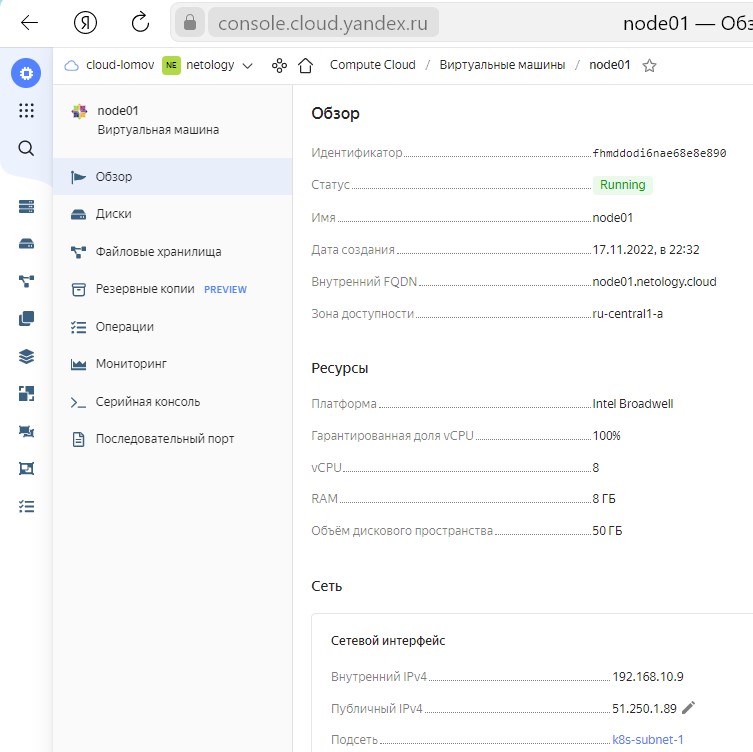 Я console.cloud.yandex.ru node01 — Обз
cloud-lomov NE netology Compute Cloud / Виртуальные машины / node01
node01
Виртуальная машина
Обзор
Диски
Файловые хранилища
Резервные копии PREVIEW
Операции
Мониторинг
Серийная консоль
Последовательный порт
Обзор
Идентификатор fhmddodi6nae68e8e890
Статус Running
Имя node01
Дата создания 17.11.2022, в 22:32
Внутренний FQDN node01.netology.cloud
Зона доступности ru-central1-a
Ресурсы
Платформа Intel Broadwell
Гарантированная доля vCPU 100%
vCPU 8
RAM 8 ГБ
Объём дискового пространства 50 ГБ
Сеть
Сетевой интерфейс
Внутренний IPv4 192.168.10.9
Публичный IPv4 51.250.1.89
Подсеть k8s-subnet-1